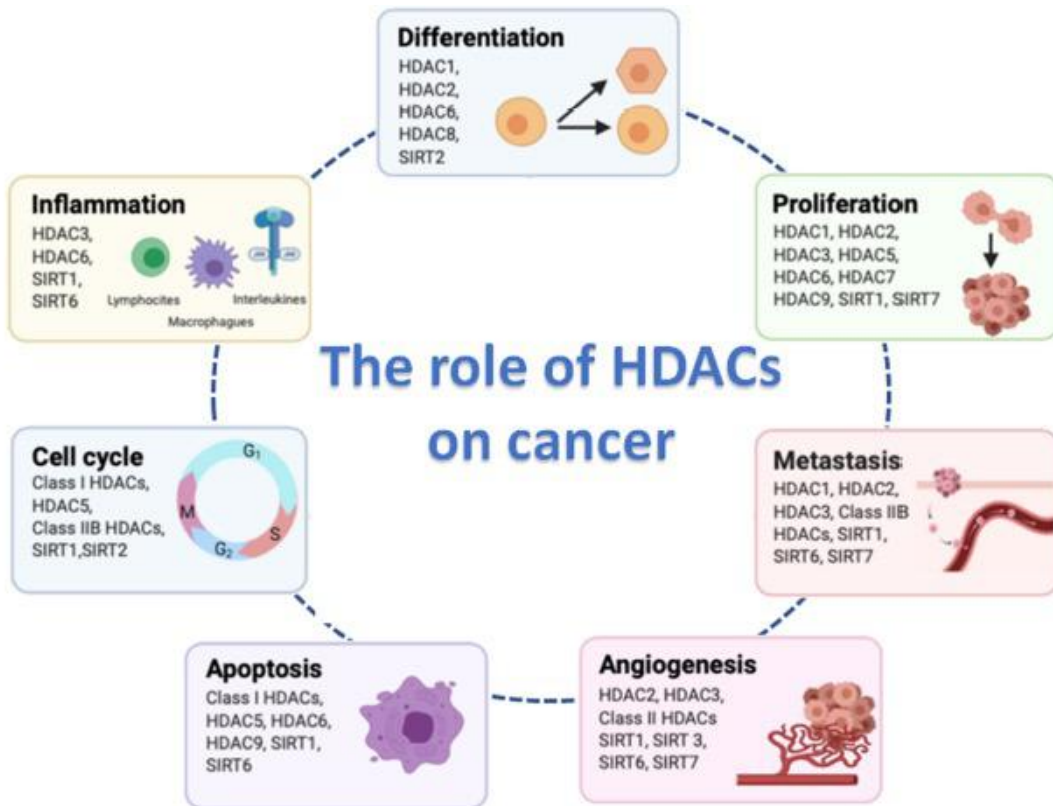 Differentiation
HDAC1,
HDAC2,
HDAC6,
HDAC8,
SIRT2
Inflammation
HDAC3,
HDAC6,
SIRT1,
SIRT6
Lymphocites
Macrophagues
Interleukines
Proliferation
HDAC1, HDAC2,
HDAC3, HDAC5,
HDAC6, HDAC7
HDAC9, SIRT1, SIRT7
The role of HDACs
on cancer
Cell cycle
Class I HDACs,
HDAC5,
Class IIB HDACs,
SIRT1,SIRT2
G₁
M
S
G₂
Metastasis
HDAC1, HDAC2,
HDAC3, Class IIB
HDACs, SIRT1,
SIRT6, SIRT7
Apoptosis
Class I HDACs,
HDAC5, HDAC6,
HDAC9, SIRT1,
SIRT6
Angiogenesis
HDAC2, HDAC3,
Class II HDACs
SIRT1, SIRT 3,
SIRT6, SIRT7